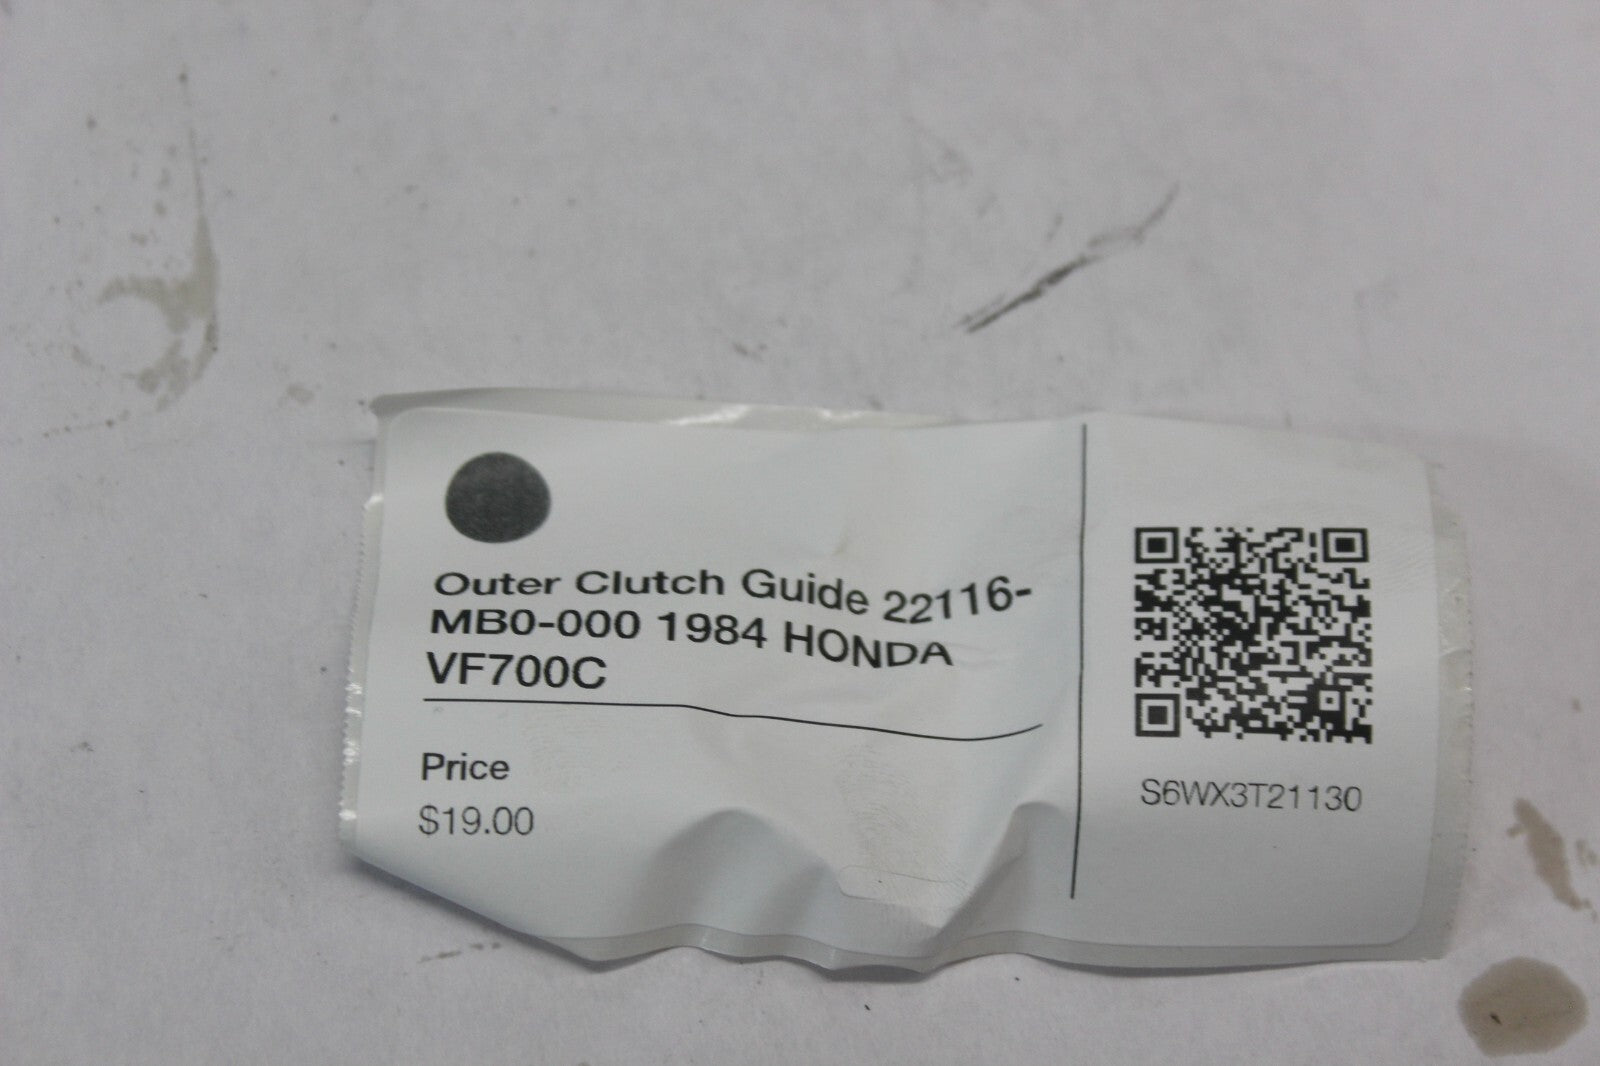 Outer Clutch Guide 22116-
MB0-000 1984 HONDA
VF700C
Price
$19.00
S6WX3T21130